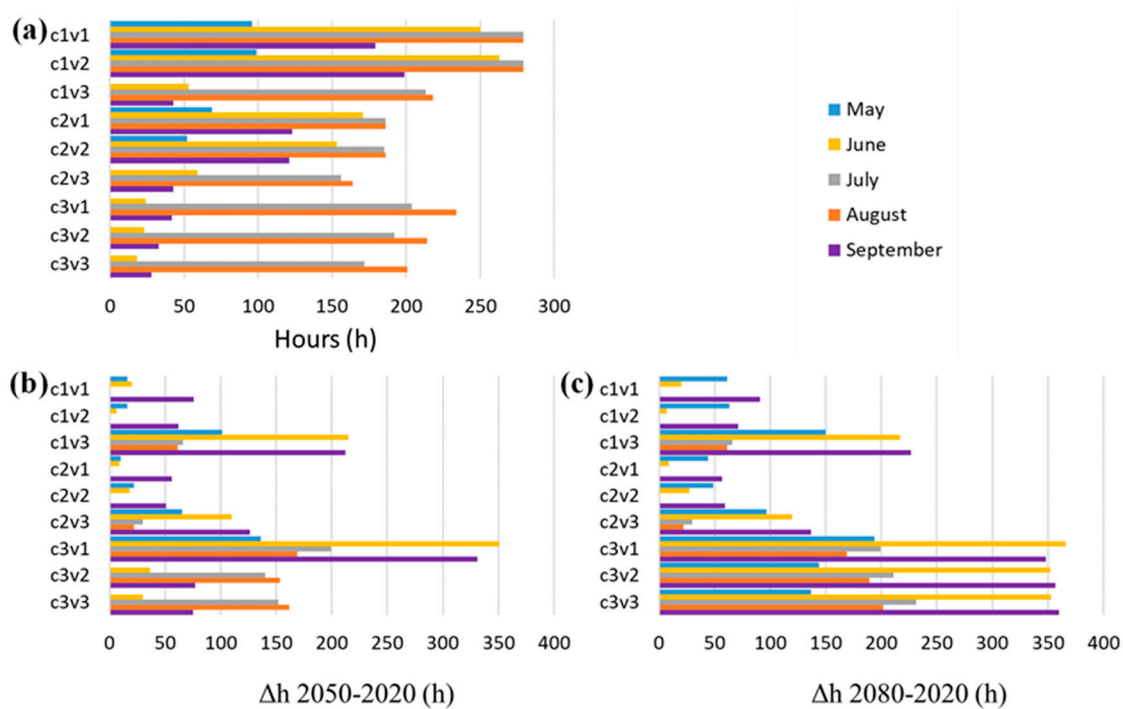 (a)
c1v1
c1v2
c1v3
c2v1
c2v2
c2v3
c3v1
c3v2
c3v3
0 50 100 150 200 250 300
Hours (h)
May
June
July
August
September
(b)
c1v1
c1v2
c1v3
c2v1
c2v2
c2v3
c3v1
c3v2
c3v3
0 50 100 150 200 250 300 350 400
Δh 2050-2020 (h)
(c)
c1v1
c1v2
c1v3
c2v1
c2v2
c2v3
c3v1
c3v2
c3v3
0 50 100 150 200 250 300 350 400
Δh 2080-2020 (h)